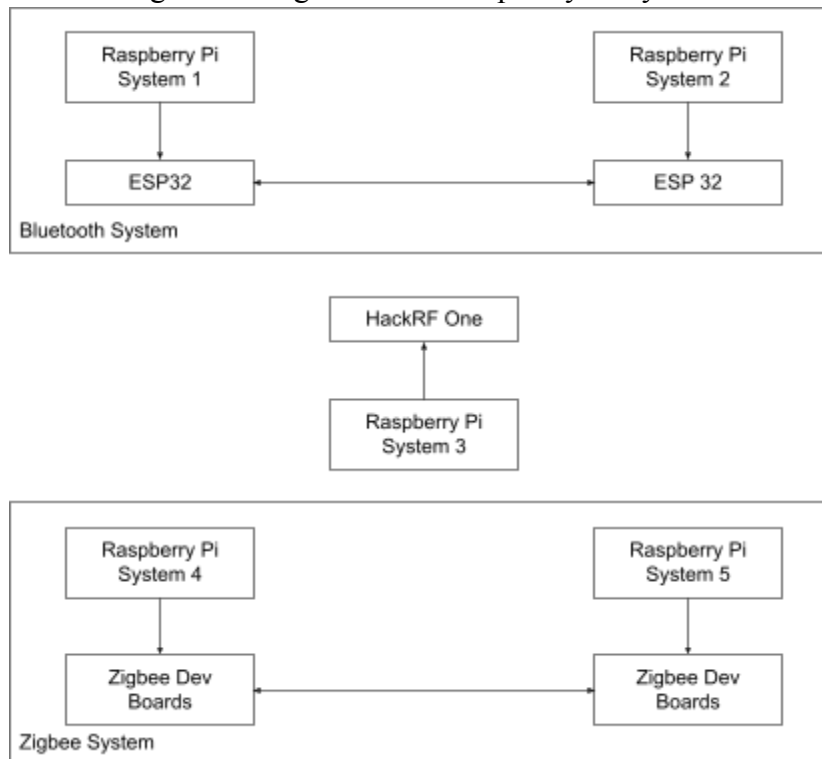 Raspberry Pi
System 1
Raspberry Pi
System 2
ESP32
ESP 32
Bluetooth System
HackRF One
Raspberry Pi
System 3
Raspberry Pi
System 4
Raspberry Pi
System 5
Zigbee Dev
Boards
Zigbee Dev
Boards
Zigbee System